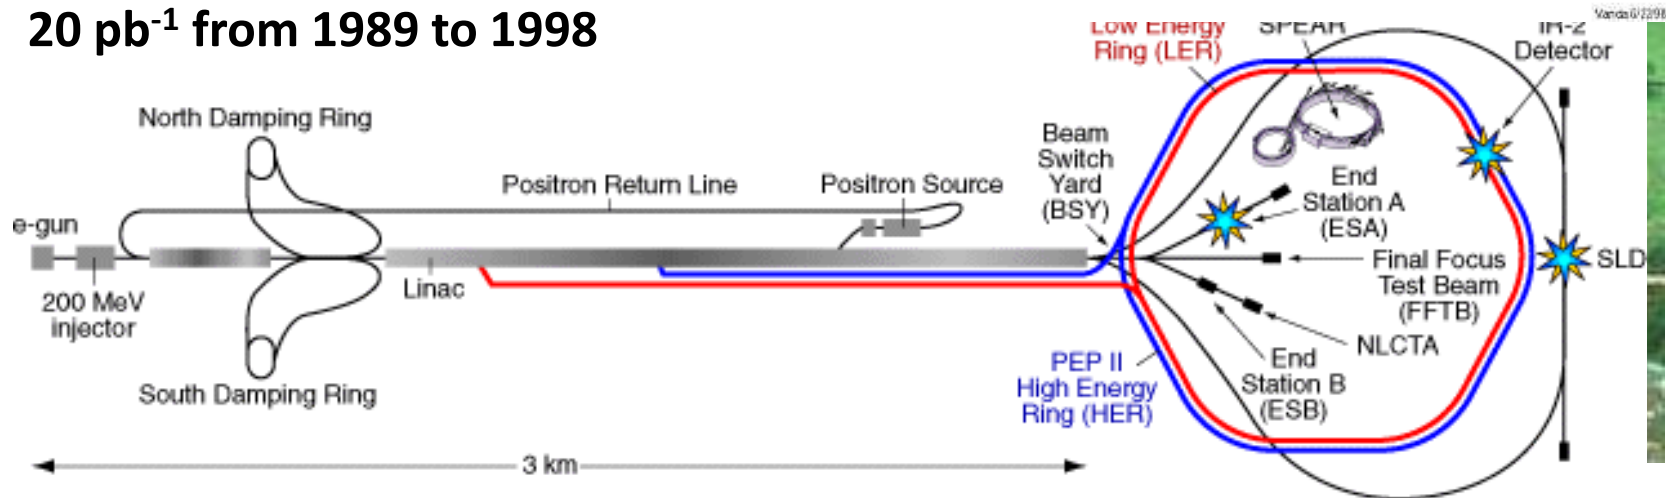 20 pb-1 from 1989 to 1998
Low Energy
Ring (LER)
SPEAR
IR-2
Detector
North Damping Ring
Beam
Switch
Yard
(BSY)
Positron Return Line
Positron Source
End
Station A
(ESA)
e-gun
Final Focus
Test Beam
(FFTB)
SLD
Linac
200 MeV
injector
NLCTA
PEP II
High Energy
Ring (HER)
End
Station B
(ESB)
South Damping Ring
3 km